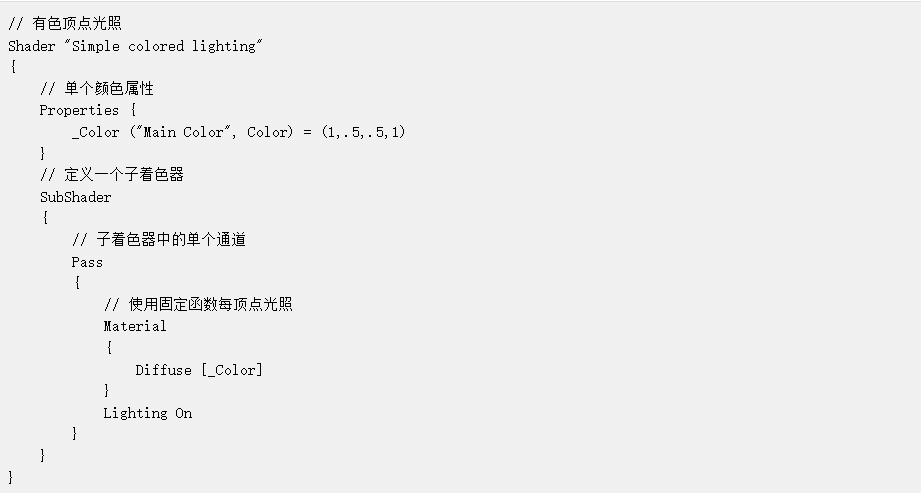 // 有色顶点光照
Shader "Simple colored lighting"
{
    // 单个颜色属性
    Properties {
        _Color ("Main Color", Color) = (1,.5,.5,1)
    }
    // 定义一个子着色器
    SubShader
    {
        // 子着色器中的单个通道
        Pass
        {
            // 使用固定函数每顶点光照
            Material
            {
                Diffuse [_Color]
            }
            Lighting On
        }
    }
}